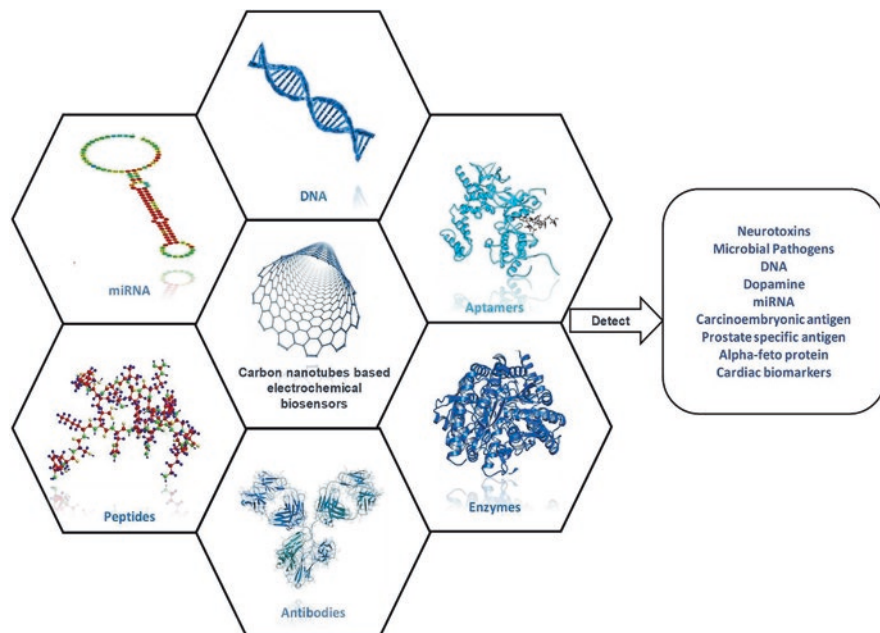 DNA
miRNA
Aptamers
Carbon nanotubes based
electrochemical
biosensors
Peptides
Enzymes
Antibodies
Detect
Neurotoxins
Microbial Pathogens
DNA
Dopamine
miRNA
Carcinoembryonic antigen
Prostate specific antigen
Alpha-feto protein
Cardiac biomarkers